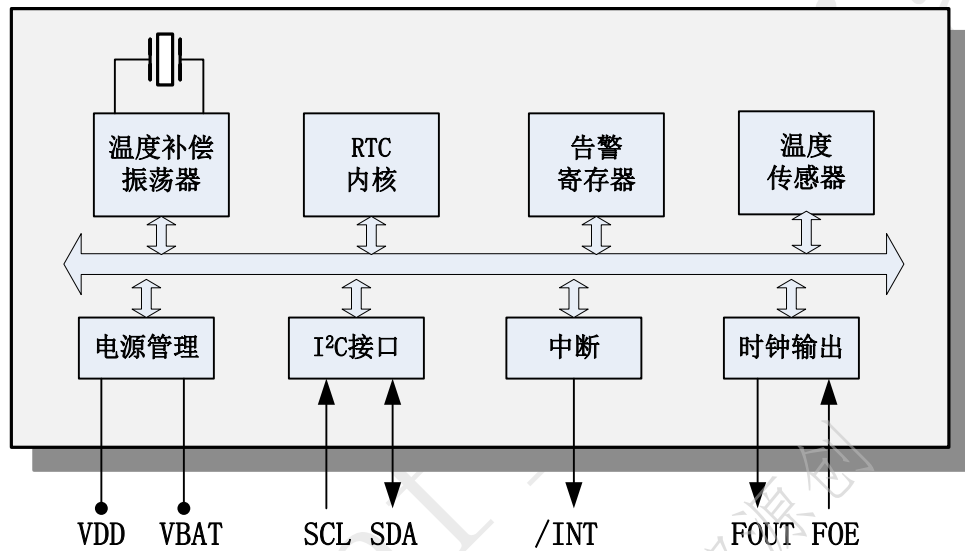 温度补偿
振荡器
RTC
内核
告警
寄存器
温度
传感器
电源管理
I²C接口
中断
时钟输出
VDD VBAT SCL SDA /INT FOUT FOE